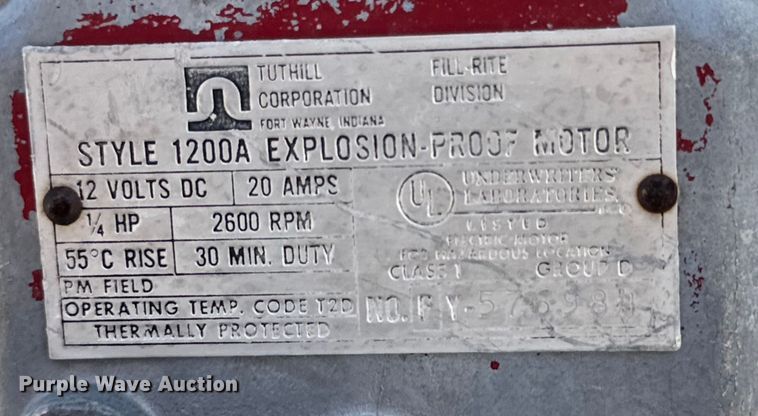 TUTHILL CORPORATION
FORT WAYNE, INDIANA
FILL-RITE DIVISION
STYLE 1200A EXPLOSION-PROOF MOTOR
12 VOLTS DC 20 AMPS
1/4 HP 2600 RPM
55°C RISE 30 MIN. DUTY
PM FIELD
OPERATING TEMP. CODE T2D
THERMALLY PROTECTED
UL UNDERWRITERS LABORATORIES, INC.
LISTED
ELECTRIC MOTOR
FOR HAZARDOUS LOCATION
CLASS 1 GROUP D
NO.
Purple Wave Auction